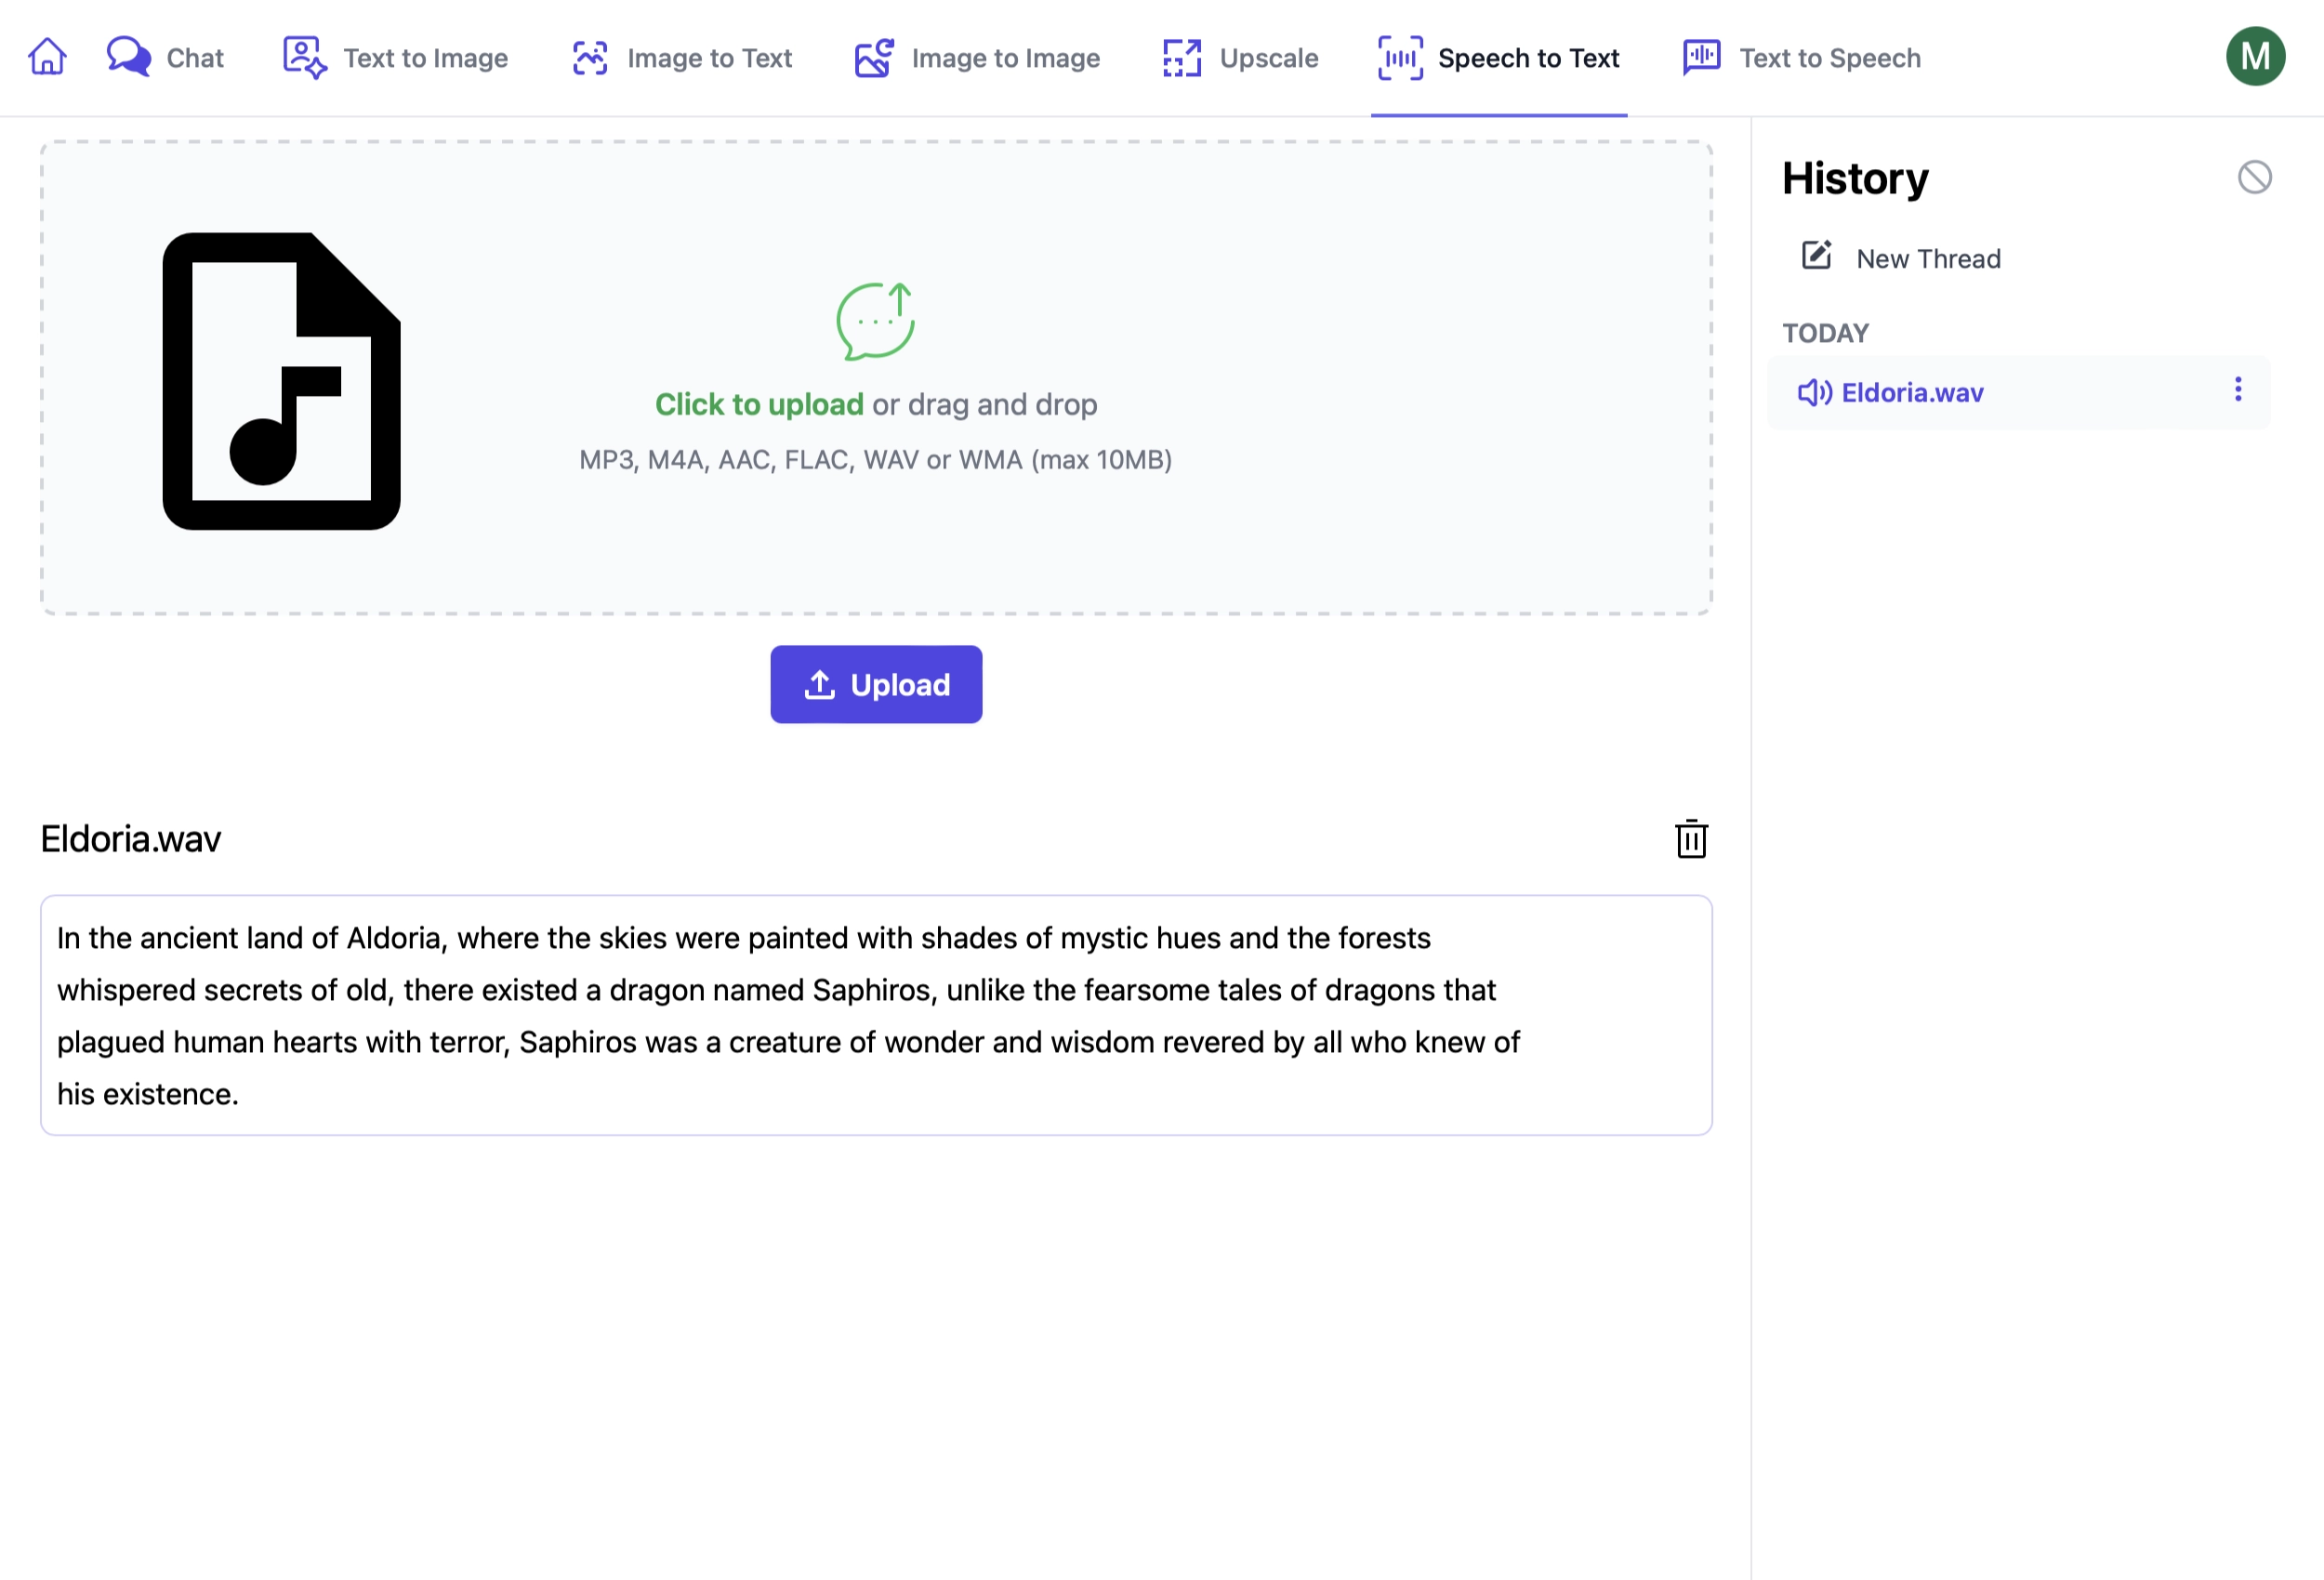 Chat
Text to Image
Image to Text
Image to Image
Upscale
Speech to Text
Text to Speech
M
Click to upload or drag and drop
MP3, M4A, AAC, FLAC, WAV or WMA (max 10MB)
Upload
Eldoria.wav
In the ancient land of Aldoria, where the skies were painted with shades of mystic hues and the forests
whispered secrets of old, there existed a dragon named Saphiros, unlike the fearsome tales of dragons that
plagued human hearts with terror, Saphiros was a creature of wonder and wisdom revered by all who knew of
his existence.
History
New Thread
TODAY
Eldoria.wav